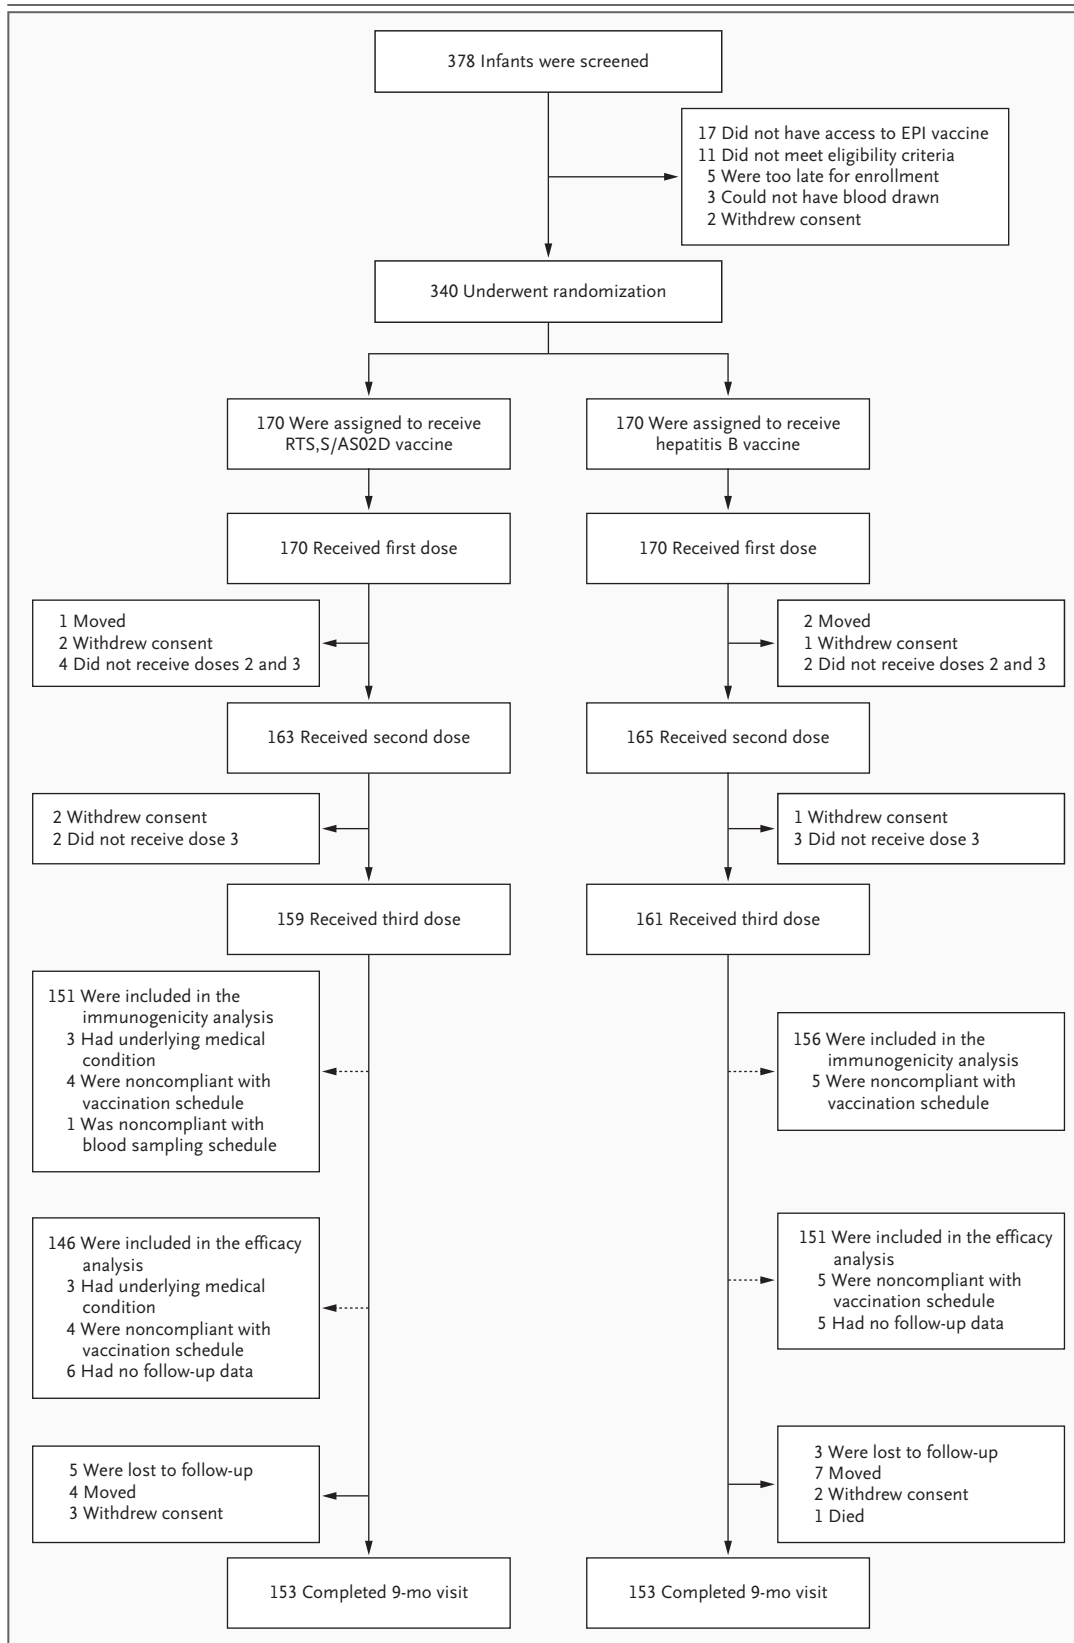 378 Infants were screened
17 Did not have access to EPI vaccine
11 Did not meet eligibility criteria
5 Were too late for enrollment
3 Could not have blood drawn
2 Withdrew consent
340 Underwent randomization
170 Were assigned to receive
RTS,S/AS02D vaccine
170 Were assigned to receive
hepatitis B vaccine
170 Received first dose
170 Received first dose
1 Moved
2 Withdrew consent
4 Did not receive doses 2 and 3
2 Moved
1 Withdrew consent
2 Did not receive doses 2 and 3
163 Received second dose
165 Received second dose
2 Withdrew consent
2 Did not receive dose 3
1 Withdrew consent
3 Did not receive dose 3
159 Received third dose
161 Received third dose
151 Were included in the
immunogenicity analysis
3 Had underlying medical
condition
4 Were noncompliant with
vaccination schedule
1 Was noncompliant with
blood sampling schedule
156 Were included in the
immunogenicity analysis
5 Were noncompliant with
vaccination schedule
146 Were included in the efficacy
analysis
3 Had underlying medical
condition
4 Were noncompliant with
vaccination schedule
6 Had no follow-up data
151 Were included in the efficacy
analysis
5 Were noncompliant with
vaccination schedule
5 Had no follow-up data
5 Were lost to follow-up
4 Moved
3 Withdrew consent
3 Were lost to follow-up
7 Moved
2 Withdrew consent
1 Died
153 Completed 9-mo visit
153 Completed 9-mo visit